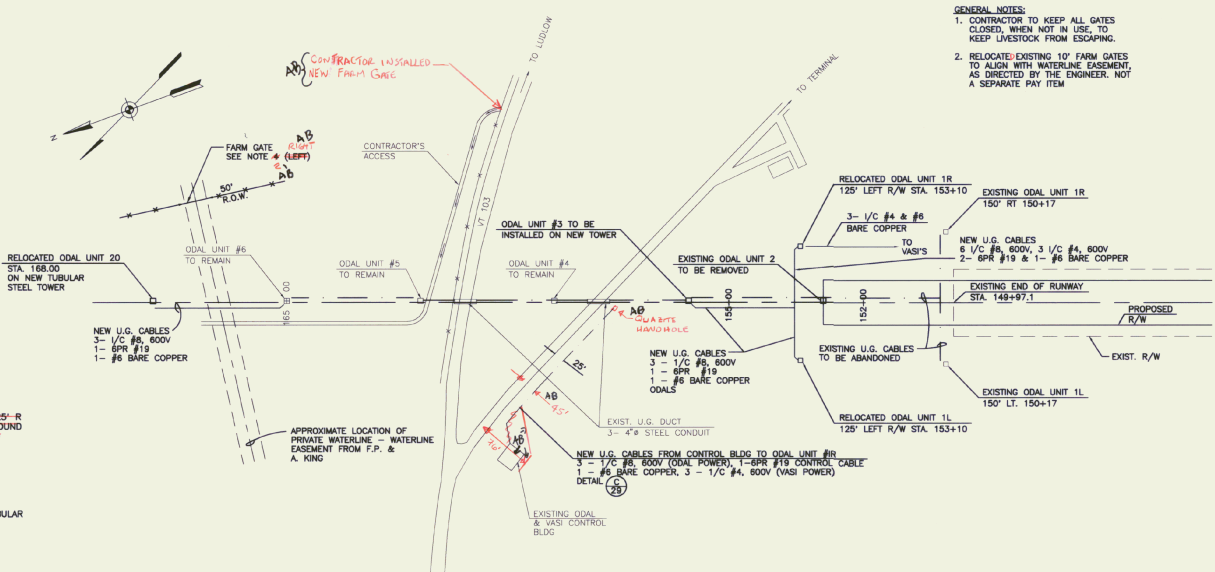 GENERAL NOTES:
1. CONTRACTOR TO KEEP ALL GATES
CLOSED, WHEN NOT IN USE, TO
KEEP LIVESTOCK FROM ESCAPING.
2. RELOCATED EXISTING 10' FARM GATES
TO ALIGN WITH WATERLINE EASEMENT,
AS DIRECTED BY THE ENGINEER. NOT
A SEPARATE PAY ITEM
TO LUDLOW
TO TERMINAL
AB
CONTRACTOR INSTALLED
NEW FARM GATE
N
AB
RIGHT
FARM GATE
SEE NOTE 4 (LEFT)
2
AB
50'
R.O.W.
CONTRACTOR'S
ACCESS
VT 103
RELOCATED ODAL UNIT 1R
125' LEFT R/W STA. 153+10
EXISTING ODAL UNIT 1R
150' RT 150+17
3- 1/C #4 & #6
BARE COPPER
TO
VASI'S
NEW U.G. CABLES
6 1/C #8, 600V, 3 1/C #4, 600V
2- 6PR #19 & 1- #6 BARE COPPER
ODAL UNIT #3 TO BE
INSTALLED ON NEW TOWER
ODAL UNIT #6
TO REMAIN
ODAL UNIT #5
TO REMAIN
ODAL UNIT #4
TO REMAIN
EXISTING ODAL UNIT 2
TO BE REMOVED
RELOCATED ODAL UNIT 20
STA. 168.00
ON NEW TUBULAR
STEEL TOWER
EXISTING END OF RUNWAY
STA. 149+97.1
165 00
155+00
152+00
PROPOSED
R/W
AB
QUAZITE
HANDHOLE
NEW U.G. CABLES
3- 1/C #8, 600V
1- 6PR #19
1- #6 BARE COPPER
NEW U.G. CABLES
3 - 1/C #8, 600V
1 - 6PR #19
1 - #6 BARE COPPER
ODALS
EXISTING U.G. CABLES
TO BE ABANDONED
EXIST. R/W
25'
AB
45'
EXISTING ODAL UNIT 1L
150' LT. 150+17
RELOCATED ODAL UNIT 1L
125' LEFT R/W STA. 153+10
5' R
OUND
EXIST. U.G. DUCT
3- 4"ø STEEL CONDUIT
APPROXIMATE LOCATION OF
PRIVATE WATERLINE - WATERLINE
EASEMENT FROM F.P. &
A. KING
AB
NEW U.G. CABLES FROM CONTROL BLDG TO ODAL UNIT #IR
3 - 1/C #8, 600V (ODAL POWER), 1-6PR #19 CONTROL CABLE
1 - #6 BARE COPPER, 3 - 1/C #4, 600V (VASI POWER)
DETAIL C
29
EXISTING ODAL
& VASI CONTROL
BLDG
ULAR